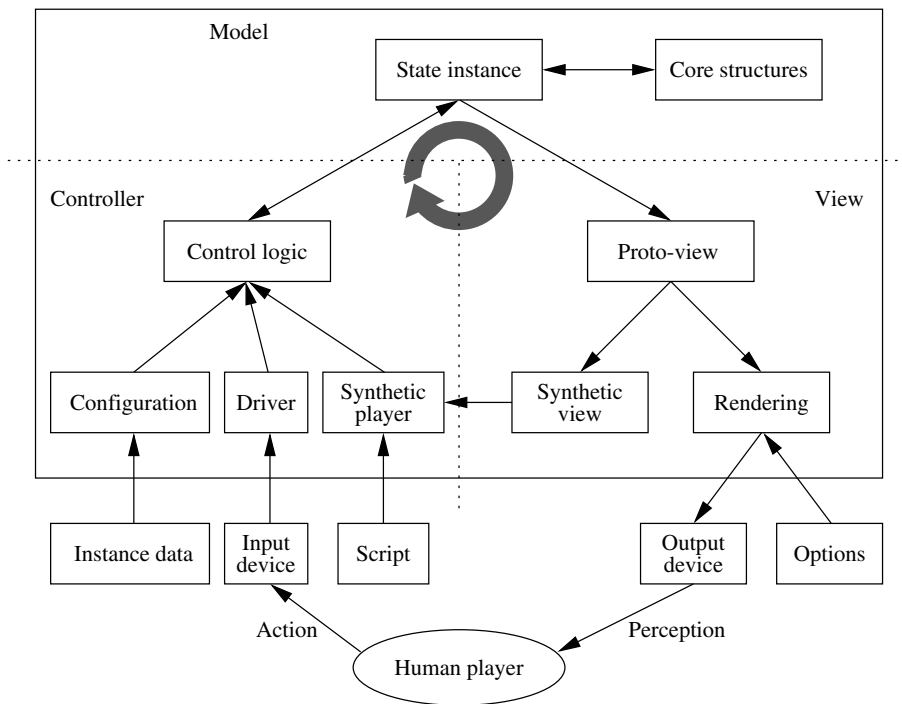 Model
State instance
Core structures
Controller
View
Control logic
Proto-view
Configuration
Driver
Synthetic
player
Synthetic
view
Rendering
Instance data
Input
device
Script
Output
device
Options
Action
Perception
Human player